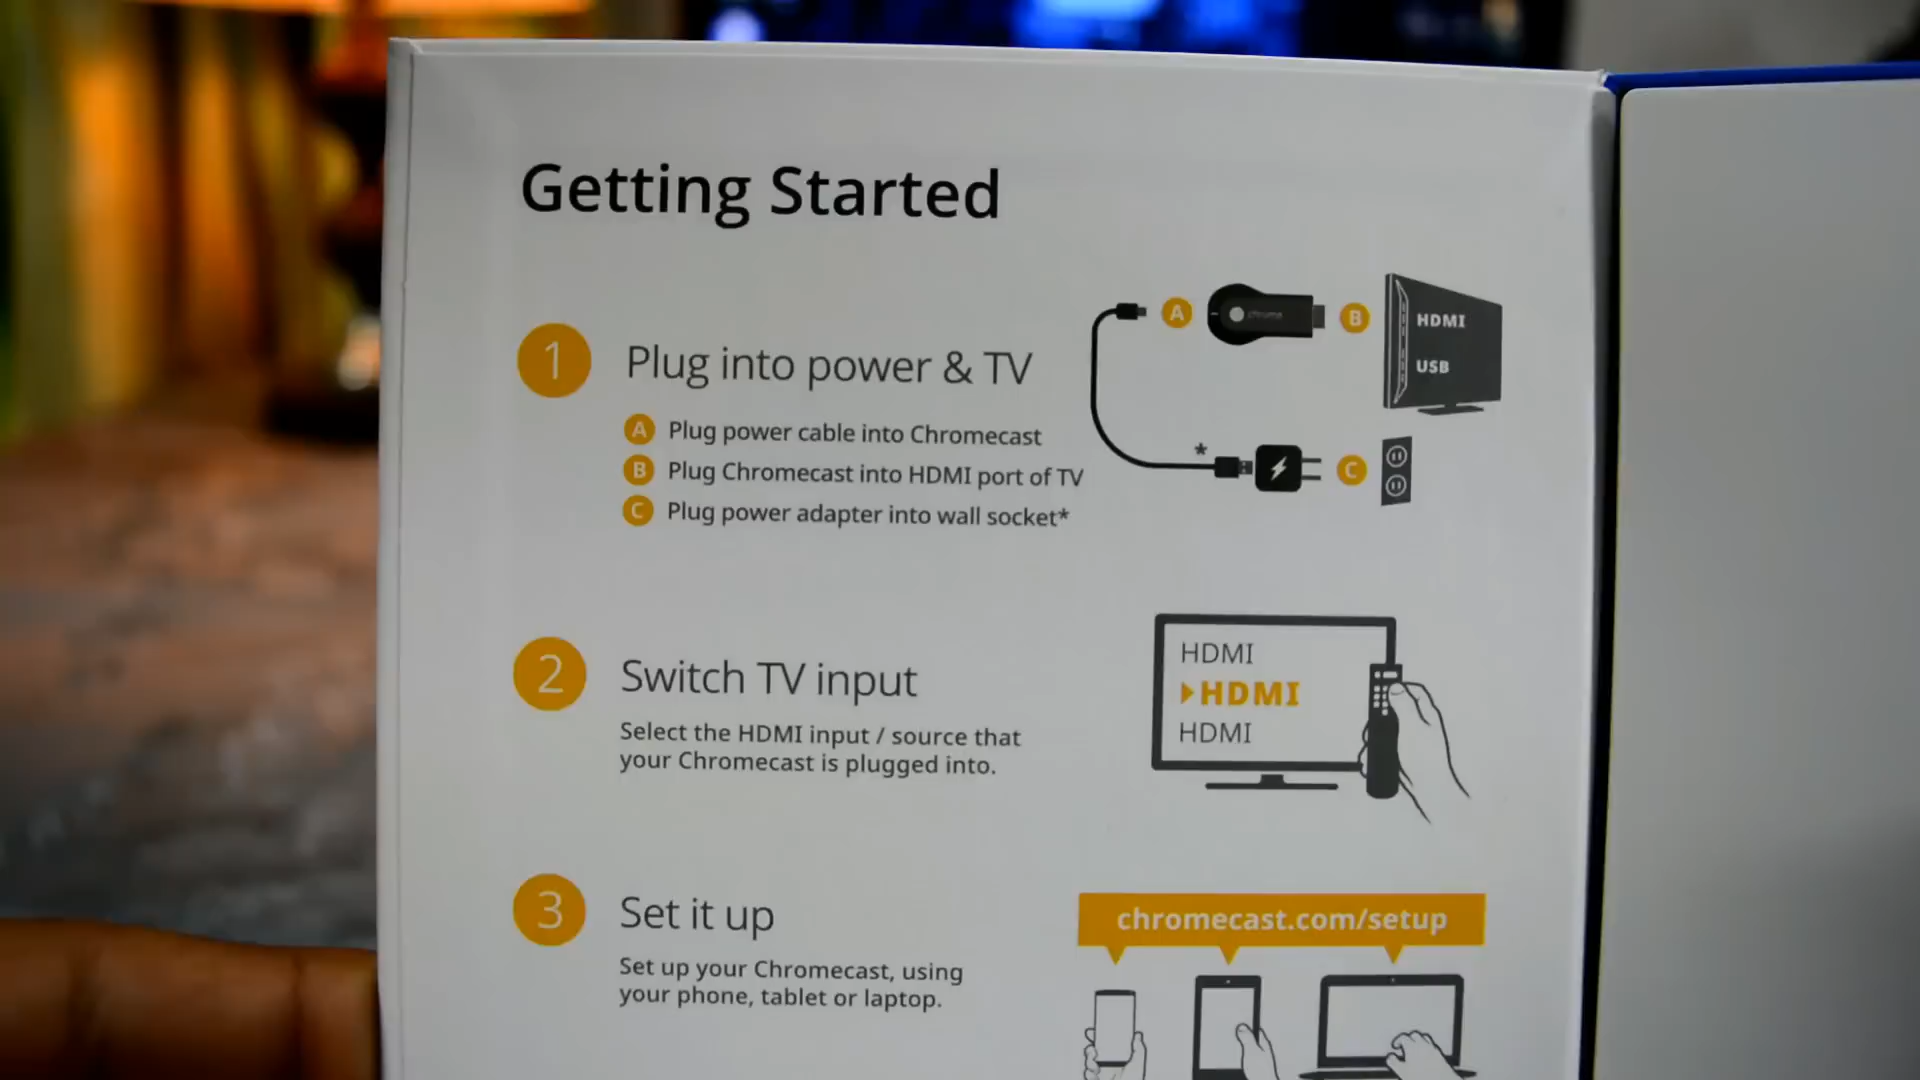 Getting Started
1 Plug into power & TV
A Plug power cable into Chromecast
B Plug Chromecast into HDMI port of TV
C Plug power adapter into wall socket*
A
chrome
B
HDMI
USB
*
C
2 Switch TV input
Select the HDMI input / source that
your Chromecast is plugged into.
HDMI
HDMI
HDMI
3 Set it up
Set up your Chromecast, using
your phone, tablet or laptop.
chromecast.com/setup